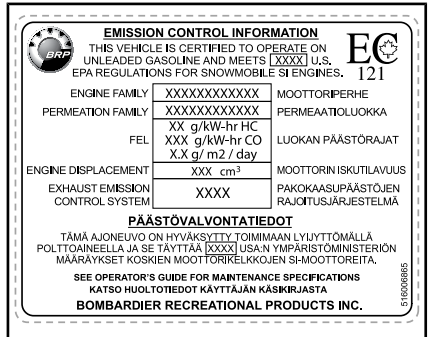 BRP
EMISSION CONTROL INFORMATION
THIS VEHICLE IS CERTIFIED TO OPERATE ON
UNLEADED GASOLINE AND MEETS XXXX U.S.
EPA REGULATIONS FOR SNOWMOBILE SI ENGINES.
EC
121
ENGINE FAMILY XXXXXXXXXXXX MOOTTORIPERHE
PERMEATION FAMILY XXXXXXXXXXXX PERMEAATIOLUOKKA
XX g/kW-hr HC
FEL XXX g/kW-hr CO LUOKAN PÄÄSTÖRAJAT
X.X g/ m2 / day
ENGINE DISPLACEMENT XXX cm³ MOOTTORIN ISKUTILAVUUS
EXHAUST EMISSION CONTROL SYSTEM XXXX PAKOKAASUPÄÄSTÖJEN RAJOITUSJÄRJESTELMÄ
PÄÄSTÖVALVONTATIEDOT
TÄMÄ AJONEUVO ON HYVÄKSYTTY TOIMIMAAN LYIJYTTÖMÄLLÄ
POLTTOAINEELLA JA SE TÄYTTÄÄ XXXX USA:N YMPÄRISTÖMINISTERIÖN
MÄÄRÄYKSET KOSKIEN MOOTTORIKELKKOJEN SI-MOOTTOREITA.
SEE OPERATOR'S GUIDE FOR MAINTENANCE SPECIFICATIONS
KATSO HUOLTOTIEDOT KÄYTTÄJÄN KÄSIKIRJASTA
BOMBARDIER RECREATIONAL PRODUCTS INC.
516006865